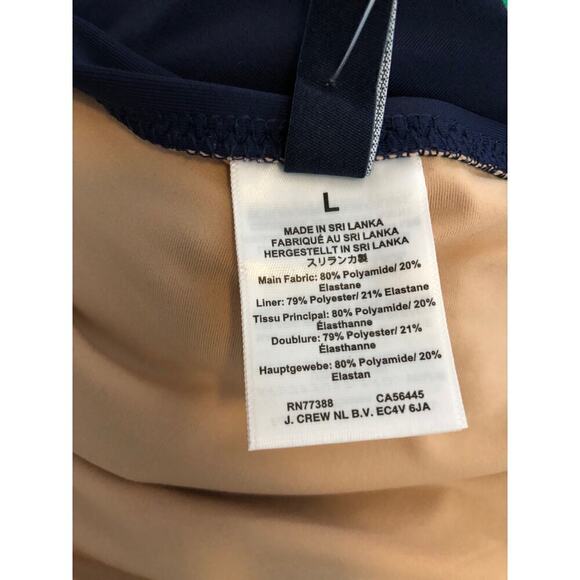 L
MADE IN SRI LANKA
FABRIQUÉ AU SRI LANKA
HERGESTELLT IN SRI LANKA
スリランカ製
Main Fabric: 80% Polyamide/ 20%
Elastane
Liner: 79% Polyester/ 21% Elastane
Tissu Principal: 80% Polyamide/ 20%
Élasthanne
Doublure: 79% Polyester/ 21%
Élasthanne
Hauptgewebe: 80% Polyamide/ 20%
Elastan
RN77388 CA56445
J. CREW NL B.V. EC4V 6JA